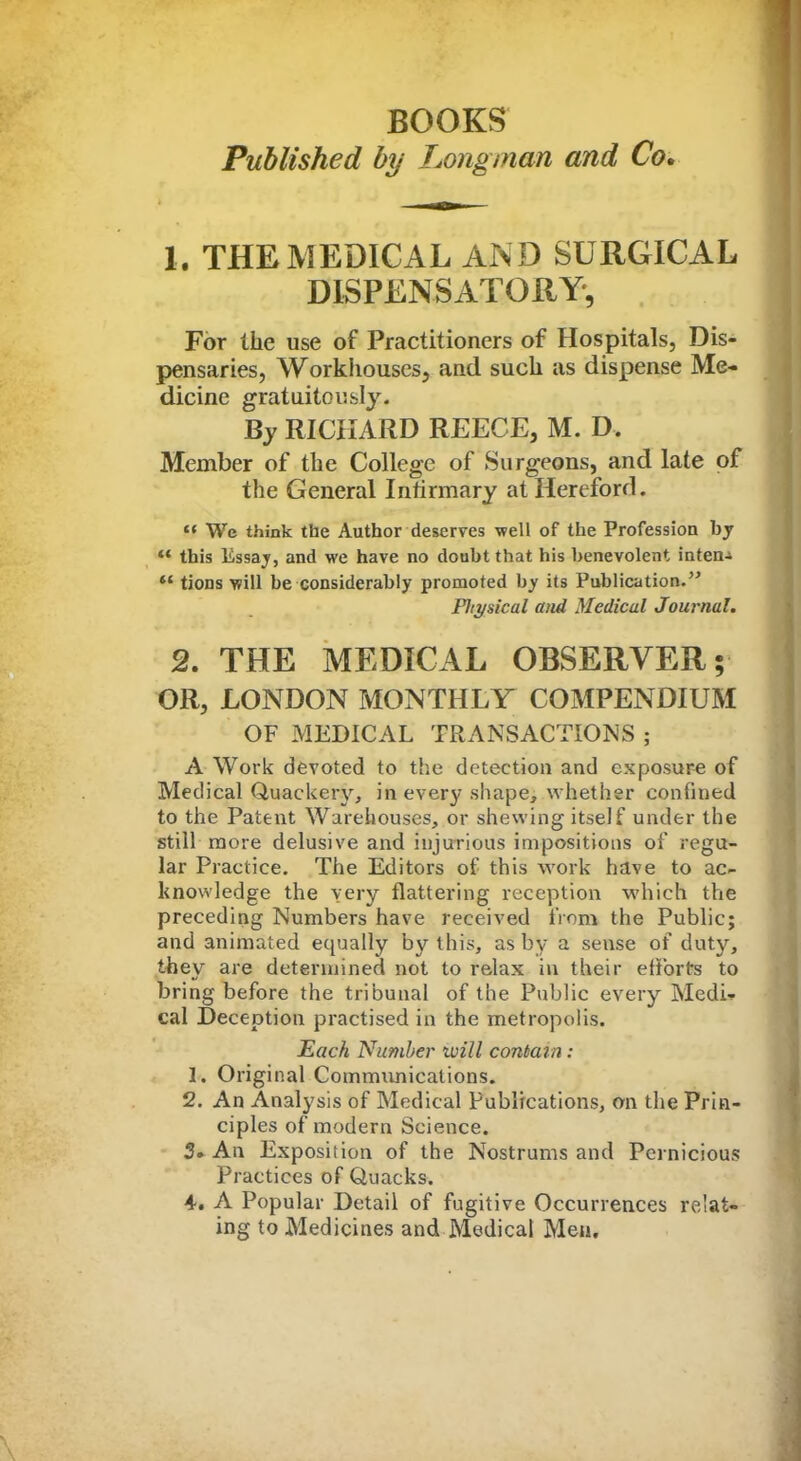 BOOKS
Published by Longman and Co.
1. THE MEDICAL AND SURGICAL
DISPENSATORY,
For the use of Practitioners of Hospitals, Dis-
pensaries, Workhouses, and such as dispense Me-
dicine gratuitously.
By RICHARD REECE, M. D.
Member of the College of Surgeons, and late of
the General Infirmary at Hereford.
“ We think the Author deserves well of the Profession by
“ this Essay, and we have no doubt that his benevolent inten-
“ tions will be considerably promoted by its Publication.”
Physical and Medical Journal.
2. THE MEDICAL OBSERVER;
OR, LONDON MONTHLY COMPENDIUM
OF MEDICAL TRANSACTIONS ;
A Work devoted to the detection and exposure of
Medical Quackery, in every shape, whether confined
to the Patent Warehouses, or shewing itself under the
still more delusive and injurious impositions of regu-
lar Practice. The Editors of this work have to ac-
knowledge the very flattering reception which the
preceding Numbers have received from the Public;
and animated equally by this, as by a sense of duty,
they are determined not to relax in their efforts to
bring before the tribunal of the Public every Medi-
cal Deception practised in the metropolis.
Each Number will contain :
1. Original Communications.
2. An Analysis of Medical Publications, on the Prin-
ciples of modern Science.
3. An Exposition of the Nostrums and Pernicious
Practices of Quacks.
4. A Popular Detail of fugitive Occurrences relat-
ing to Medicines and Medical Men.